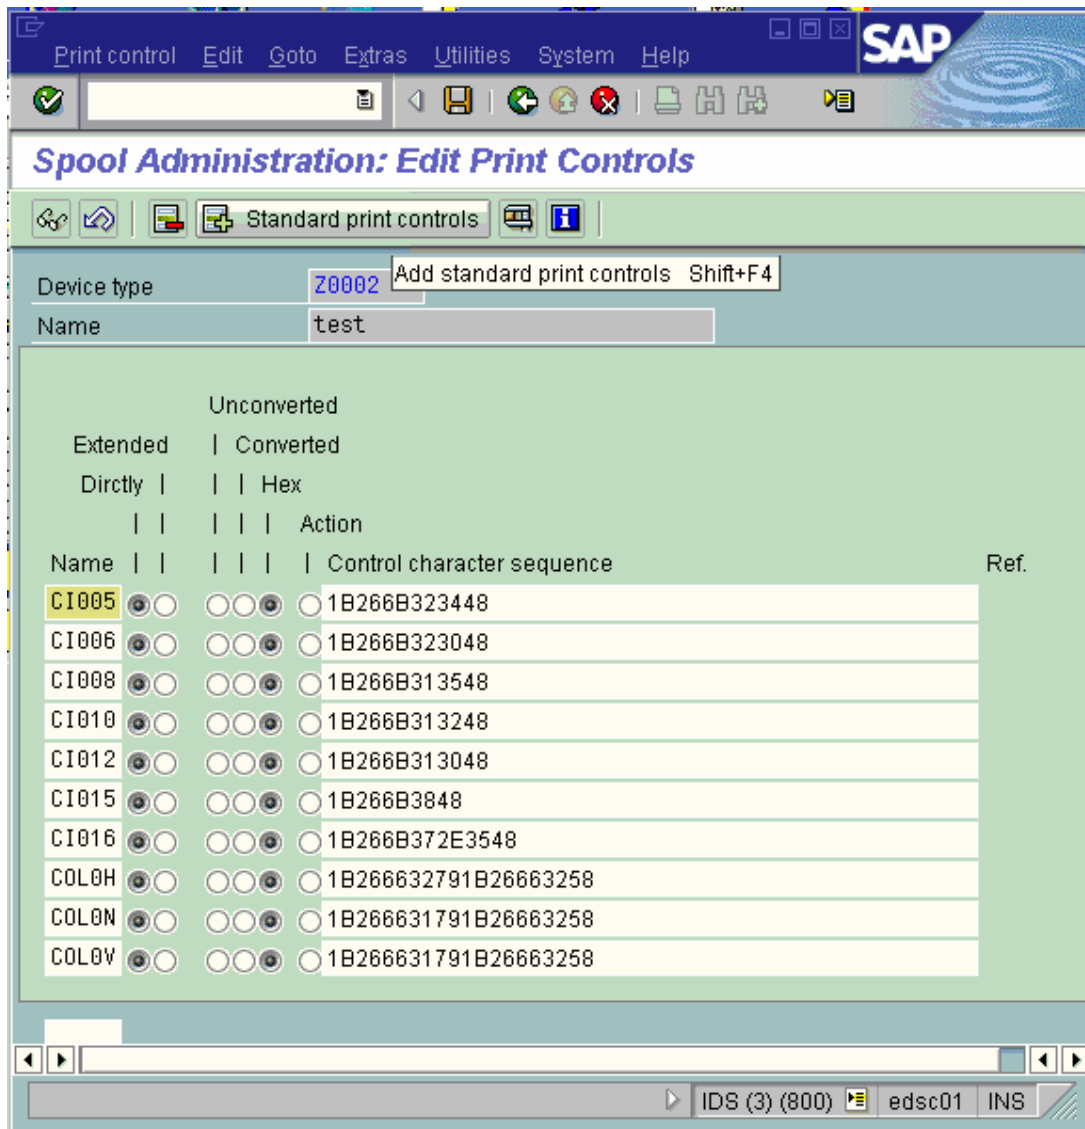 Print control Edit Goto Extras Utilities System Help
SAP
Spool Administration: Edit Print Controls
Standard print controls
Add standard print controls Shift+F4
Device type Z0002
Name test
Unconverted
Extended | Converted
Dirctly | | | Hex
| | | | | Action
Name | | | | | | Control character sequence Ref.
CI005 1B266B323448
CI006 1B266B323048
CI008 1B266B313548
CI010 1B266B313248
CI012 1B266B313048
CI015 1B266B3848
CI016 1B266B372E3548
COL0H 1B266632791B26663258
COL0N 1B266631791B26663258
COL0V 1B266631791B26663258
IDS (3) (800) edsc01 INS